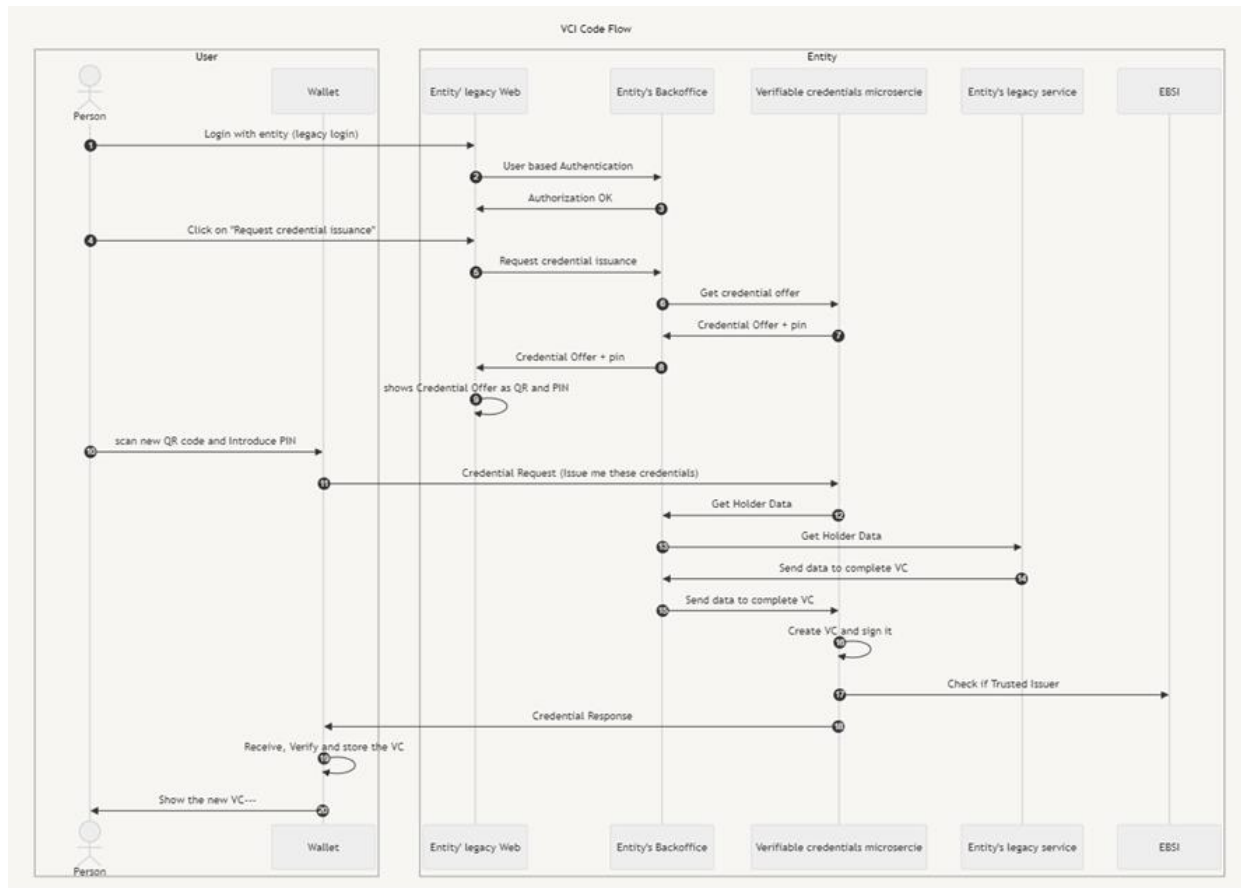 VCI Code Flow
User
Entity
Person
Wallet
Entity' legacy Web
Entity's Backoffice
Verifiable credentials microsercie
Entity's legacy service
EBSI
1
Login with entity (legacy login)
2
User based Authentication
Authorization OK
3
4
Click on "Request credential issuance"
5
Request credential issuance
6
Get credential offer
Credential Offer + pin
7
Credential Offer + pin
8
shows Credential Offer as QR and PIN
9
10
scan new QR code and Introduce PIN
11
Credential Request (Issue me these credentials)
Get Holder Data
12
13
Get Holder Data
Send data to complete VC
14
15
Send data to complete VC
Create VC and sign it
16
17
Check if Trusted Issuer
Credential Response
18
Receive, Verify and store the VC
19
Show the new VC---
20
Person
Wallet
Entity' legacy Web
Entity's Backoffice
Verifiable credentials microsercie
Entity's legacy service
EBSI